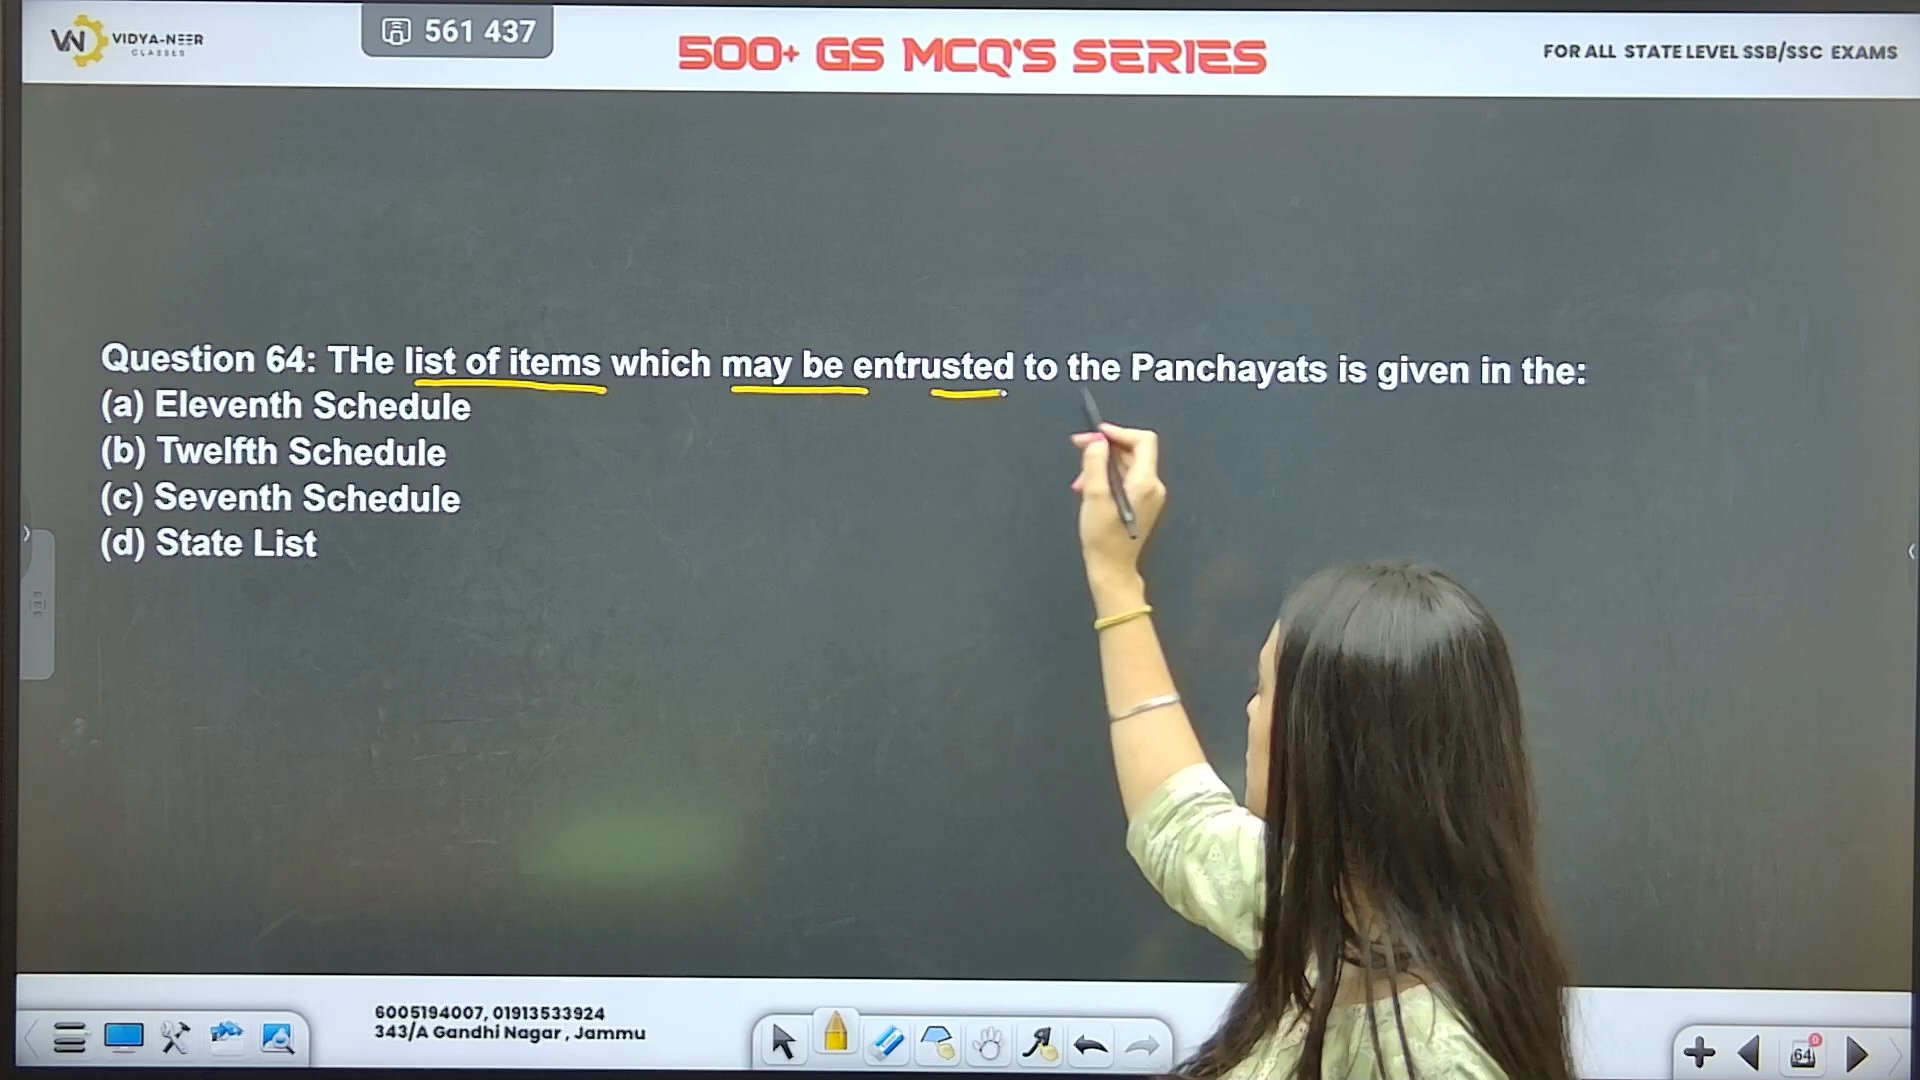 VN VIDYA-NEER
CLASSES
561 437
500+ GS MCQ'S SERIES
FOR ALL STATE LEVEL SSB/SSC EXAMS
Question 64: THe list of items which may be entrusted to the Panchayats is given in the:
(a) Eleventh Schedule
(b) Twelfth Schedule
(c) Seventh Schedule
(d) State List
6005194007, 01913533924
343/A Gandhi Nagar, Jammu
64
0